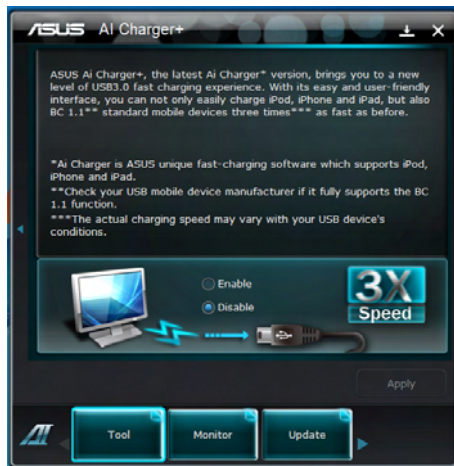 ASUS AI Charger+
ASUS Ai Charger+, the latest Ai Charger* version, brings you to a new
level of USB3.0 fast charging experience. With its easy and user-friendly
interface, you can not only easily charge iPod, iPhone and iPad, but also
BC 1.1** standard mobile devices three times*** as fast as before.
*Ai Charger is ASUS unique fast-charging software which supports iPod,
iPhone and iPad.
**Check your USB mobile device manufacturer if it fully supports the BC
1.1 function.
***The actual charging speed may vary with your USB device's
conditions.
Enable
Disable
3X
Speed
Apply
AI
Tool
Monitor
Update